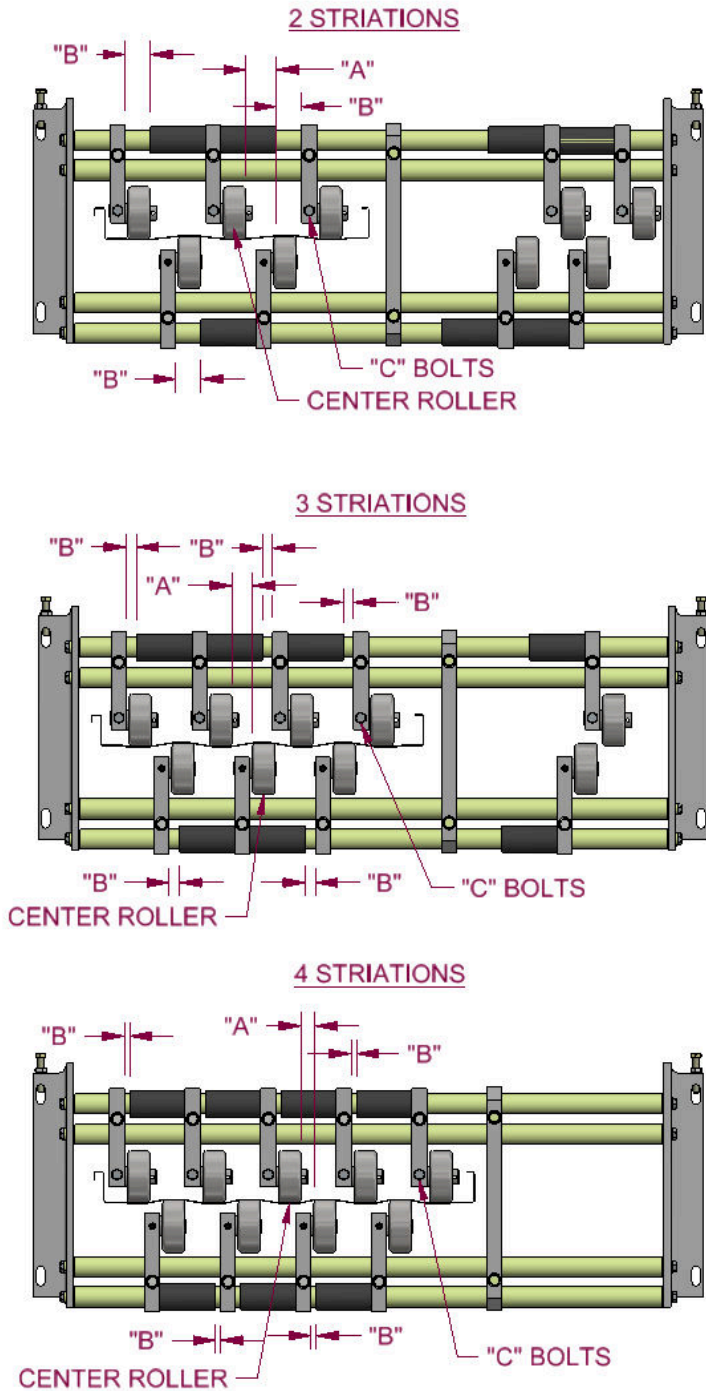 2 STRIATIONS
"B"
"A"
"B"
"B"
"C" BOLTS
CENTER ROLLER
3 STRIATIONS
"B"
"B"
"A"
"B"
"B"
"B"
"C" BOLTS
CENTER ROLLER
4 STRIATIONS
"B"
"A"
"B"
"B"
"B"
"C" BOLTS
CENTER ROLLER